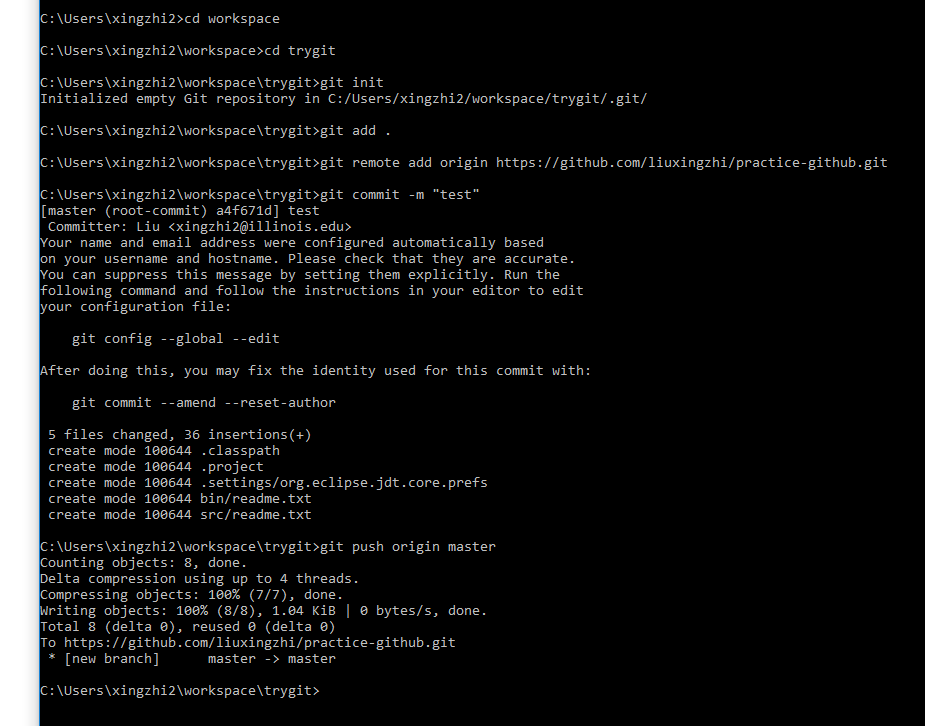 C:\Users\xingzhi2>cd workspace
C:\Users\xingzhi2\workspace>cd trygit
C:\Users\xingzhi2\workspace\trygit>git init
Initialized empty Git repository in C:/Users/xingzhi2/workspace/trygit/.git/
C:\Users\xingzhi2\workspace\trygit>git add .
C:\Users\xingzhi2\workspace\trygit>git remote add origin https://github.com/liuxingzhi/practice-github.git
C:\Users\xingzhi2\workspace\trygit>git commit -m "test"
[master (root-commit) a4f671d] test
 Committer: Liu <xingzhi2@illinois.edu>
Your name and email address were configured automatically based
on your username and hostname. Please check that they are accurate.
You can suppress this message by setting them explicitly. Run the
following command and follow the instructions in your editor to edit
your configuration file:
    git config --global --edit
After doing this, you may fix the identity used for this commit with:
    git commit --amend --reset-author
 5 files changed, 36 insertions(+)
 create mode 100644 .classpath
 create mode 100644 .project
 create mode 100644 .settings/org.eclipse.jdt.core.prefs
 create mode 100644 bin/readme.txt
 create mode 100644 src/readme.txt
C:\Users\xingzhi2\workspace\trygit>git push origin master
Counting objects: 8, done.
Delta compression using up to 4 threads.
Compressing objects: 100% (7/7), done.
Writing objects: 100% (8/8), 1.04 KiB | 0 bytes/s, done.
Total 8 (delta 0), reused 0 (delta 0)
To https://github.com/liuxingzhi/practice-github.git
 * [new branch]      master -> master
C:\Users\xingzhi2\workspace\trygit>